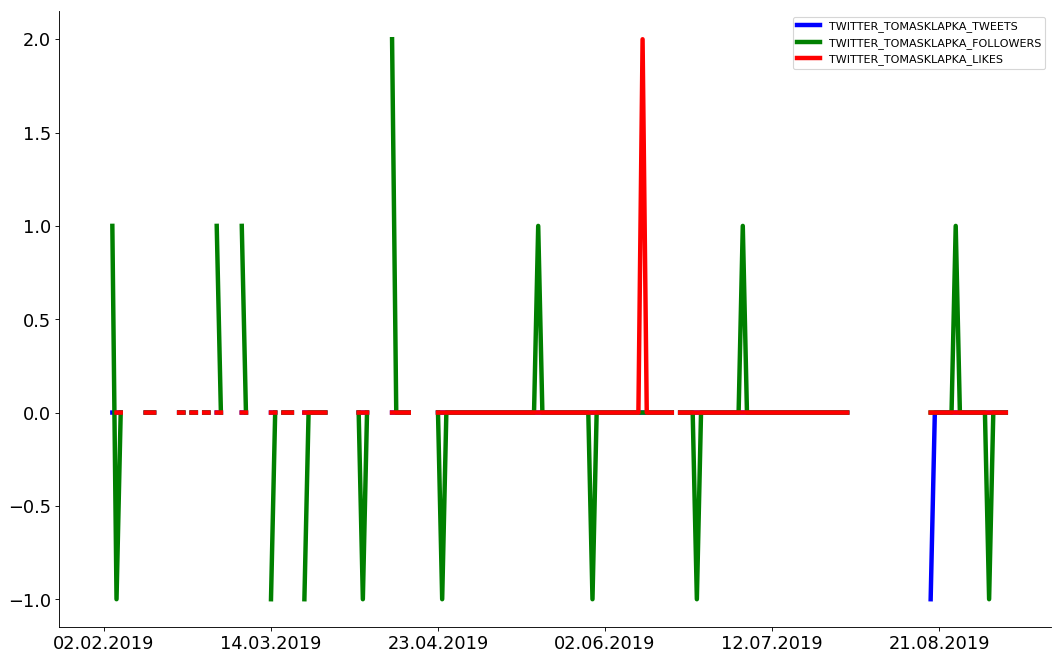 TWITTER_TOMASKLAPKA_TWEETS
TWITTER_TOMASKLAPKA_FOLLOWERS
TWITTER_TOMASKLAPKA_LIKES
2.0
1.5
1.0
0.5
0.0
−0.5
−1.0
02.02.2019 14.03.2019 23.04.2019 02.06.2019 12.07.2019 21.08.2019